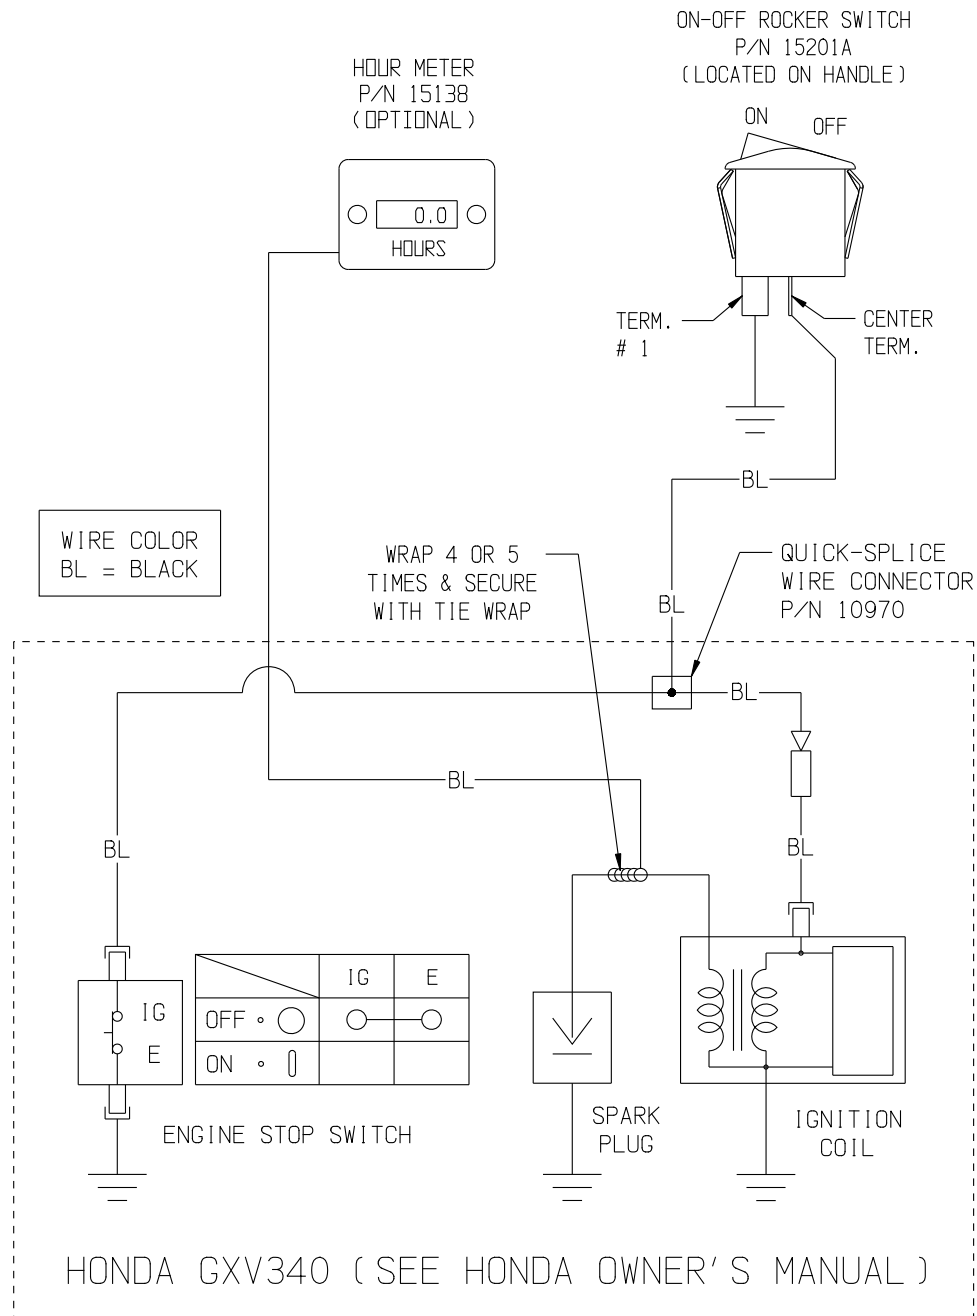 ON-OFF ROCKER SWITCH
P/N 15201A
(LOCATED ON HANDLE)
HOUR METER
P/N 15138
(OPTIONAL)
ON
OFF
0.0
HOURS
TERM.
# 1
CENTER
TERM.
BL
WIRE COLOR
BL = BLACK
WRAP 4 OR 5
TIMES & SECURE
WITH TIE WRAP
QUICK-SPLICE
WIRE CONNECTOR
P/N 10970
BL
BL
BL
BL
BL
IG
E
IG
E
OFF
ON
ENGINE STOP SWITCH
SPARK
PLUG
IGNITION
COIL
HONDA GXV340 (SEE HONDA OWNER'S MANUAL)